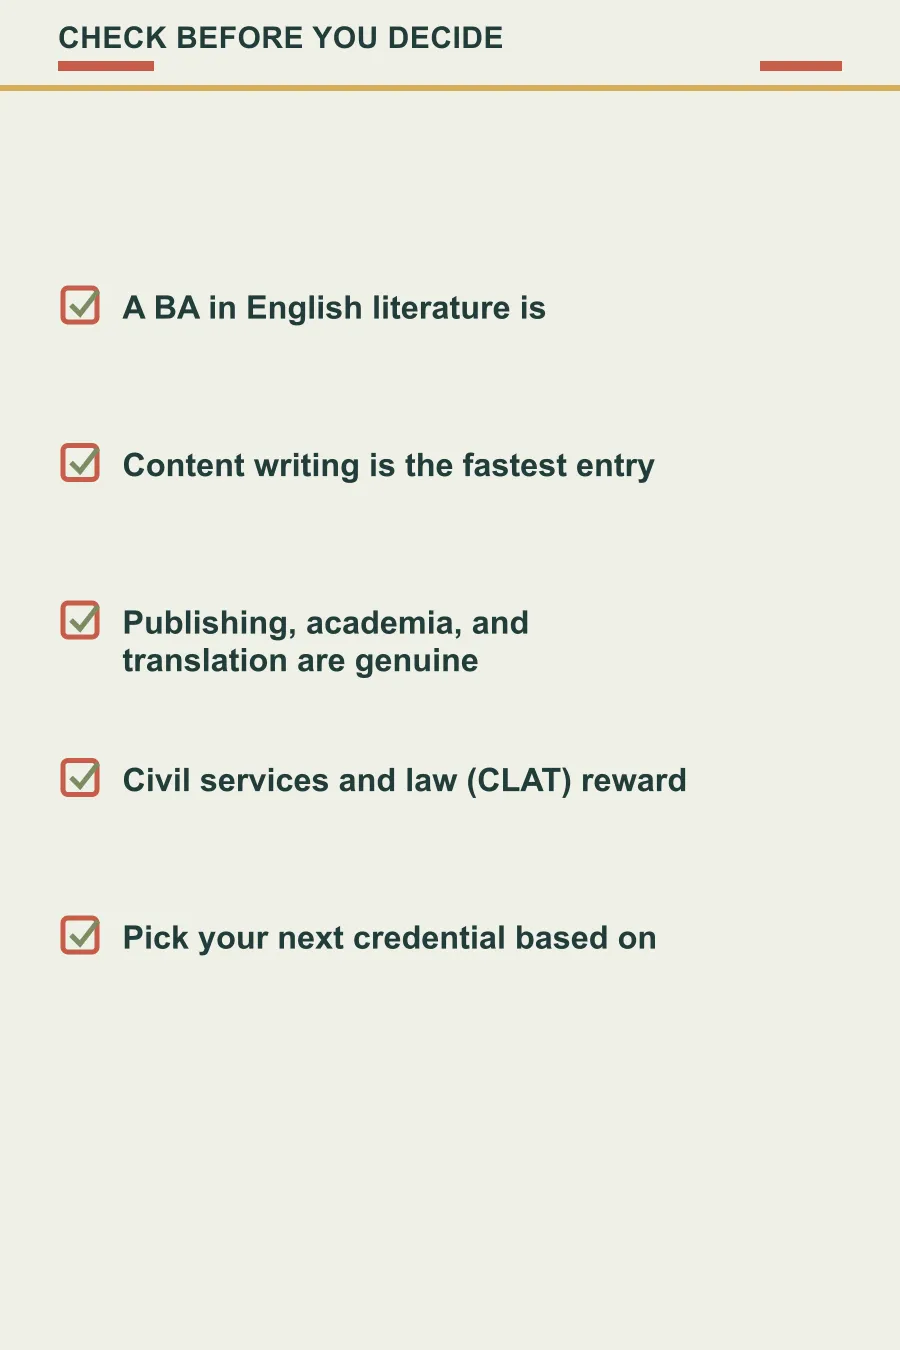 CHECK BEFORE YOU DECIDE
A BA in English literature is
Content writing is the fastest entry
Publishing, academia, and
translation are genuine
Civil services and law (CLAT) reward
Pick your next credential based on